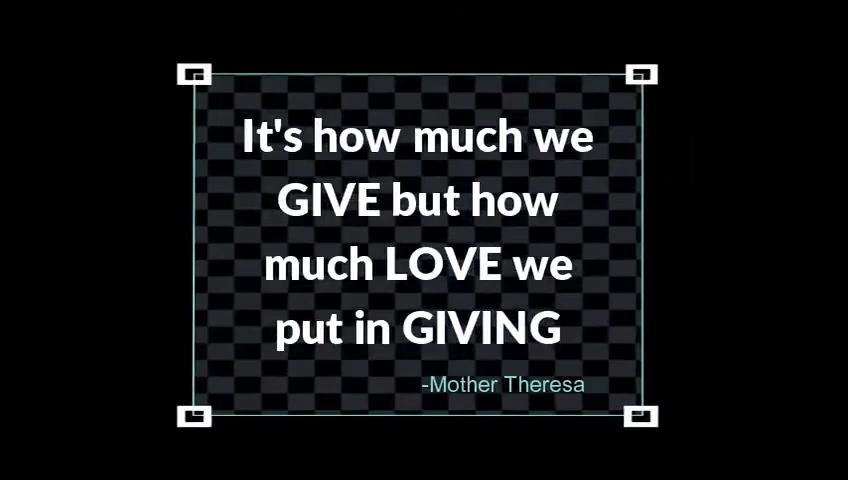 It's how much we
GIVE but how
much LOVE we
put in GIVING
-Mother Theresa